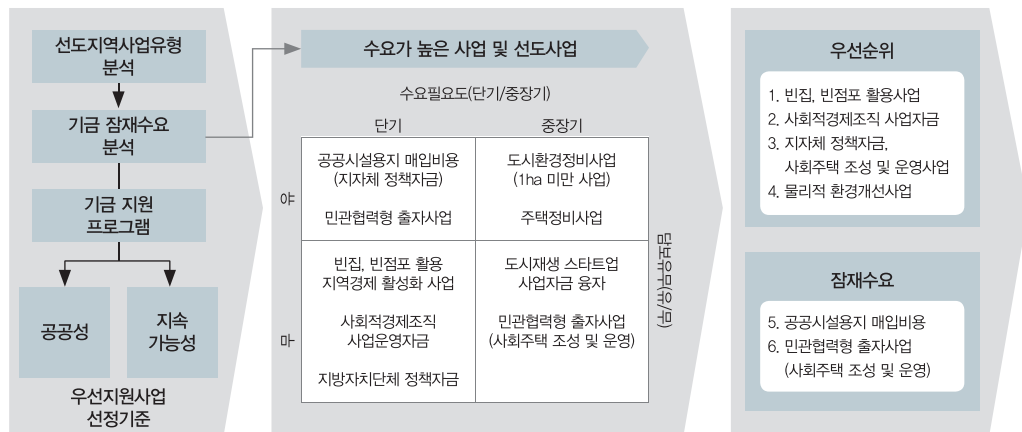 선도지역사업유형
분석
기금 잠재수요
분석
기금 지원
프로그램
공공성
지속
가능성
우선지원사업
선정기준
수요가 높은 사업 및 선도사업
수요필요도(단기/중장기)
단기
중장기
유
공공시설용지 매입비용
(지자체 정책자금)
민관협력형 출자사업
도시환경정비사업
(1ha 미만 사업)
주택정비사업
무
빈집, 빈점포 활용
지역경제 활성화 사업
사회적경제조직
사업운영자금
지방자치단체 정책자금
도시재생 스타트업
사업자금 융자
민관협력형 출자사업
(사회주택 조성 및 운영)
담보유무(유/무)
우선순위
1. 빈집, 빈점포 활용사업
2. 사회적경제조직 사업자금
3. 지자체 정책자금,
사회주택 조성 및 운영사업
4. 물리적 환경개선사업
잠재수요
5. 공공시설용지 매입비용
6. 민관협력형 출자사업
(사회주택 조성 및 운영)